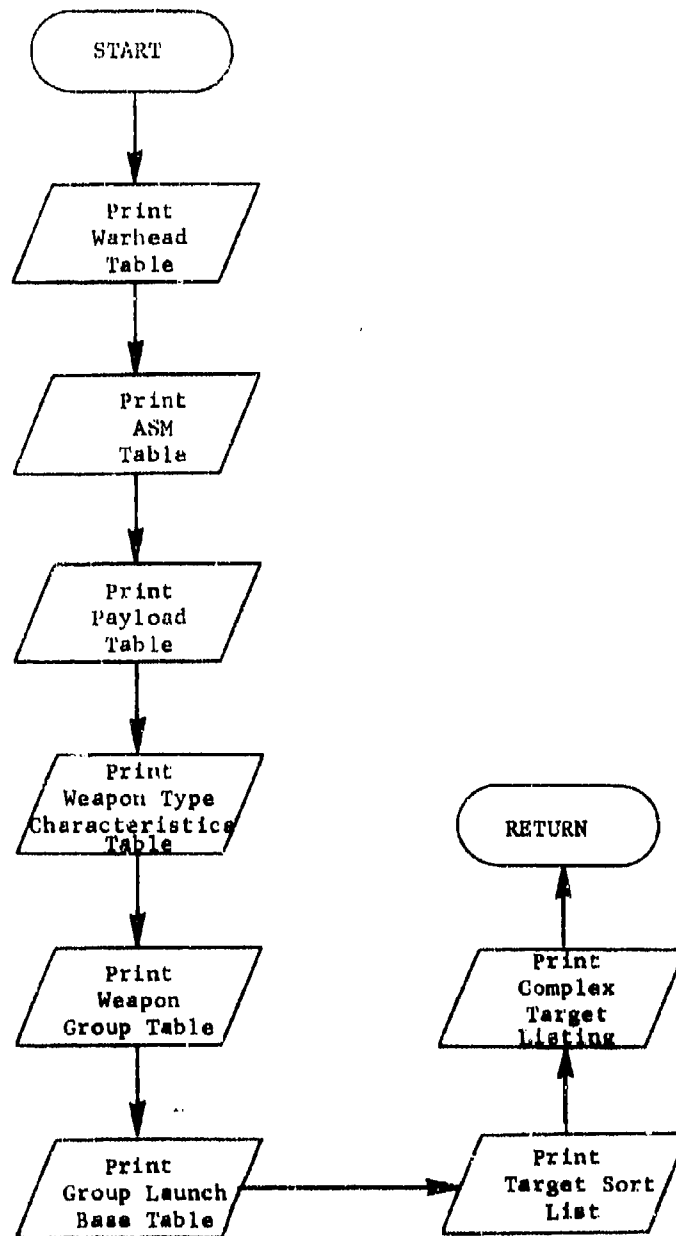 START
Print
Warhead
Table
Print
ASM
Table
Print
Payload
Table
Print
Weapon Type
Characteristics
Table
Print
Weapon
Group Table
Print
Group Launch
Base Table
Print
Target Sort
List
Print
Complex
Target
Listing
RETURN